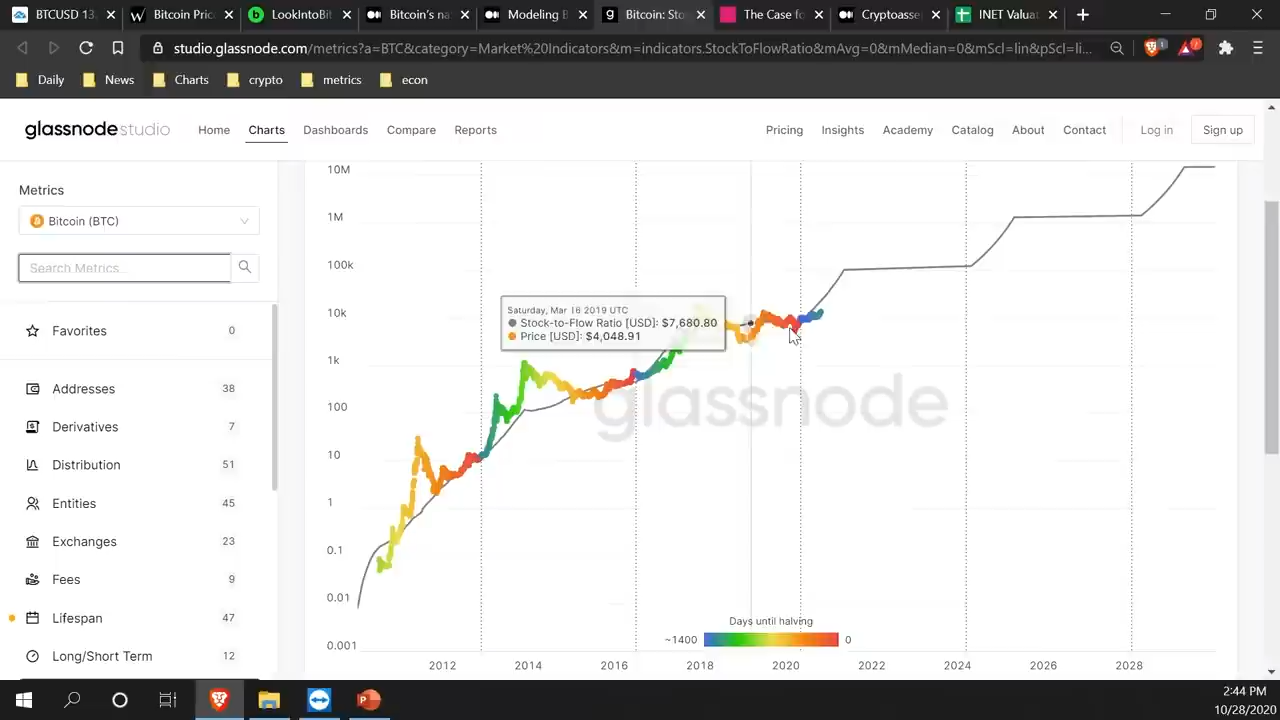 BTCUSD 13.
Bitcoin Pric
LookIntoBit
Bitcoin's na
Modeling B
Bitcoin: Sto
The Case fo
Cryptoasse
INET Valuat
studio.glassnode.com/metrics?a=BTC&category=Market%20Indicators&m=indicators.StockToFlowRatio&mAvg=0&mMedian=0&mScl=lin&pScl=li...
Daily News Charts crypto metrics econ
glassnode studio Home Charts Dashboards Compare Reports Pricing Insights Academy Catalog About Contact Log in Sign up
Metrics
Bitcoin (BTC)
Search Metrics...
Favorites 0
Addresses 38
Derivatives 7
Distribution 51
Entities 45
Exchanges 23
Fees 9
Lifespan 47
Long/Short Term 12
10M
1M
100k
10k
1k
100
10
1
0.1
0.01
0.001
Saturday, Mar 16 2019 UTC
Stock-to-Flow Ratio [USD]: $7,680.80
Price [USD]: $4,048.91
glassnode
Days until halving
~1400 0
2012 2014 2016 2018 2020 2022 2024 2026 2028
2:44 PM
10/28/2020